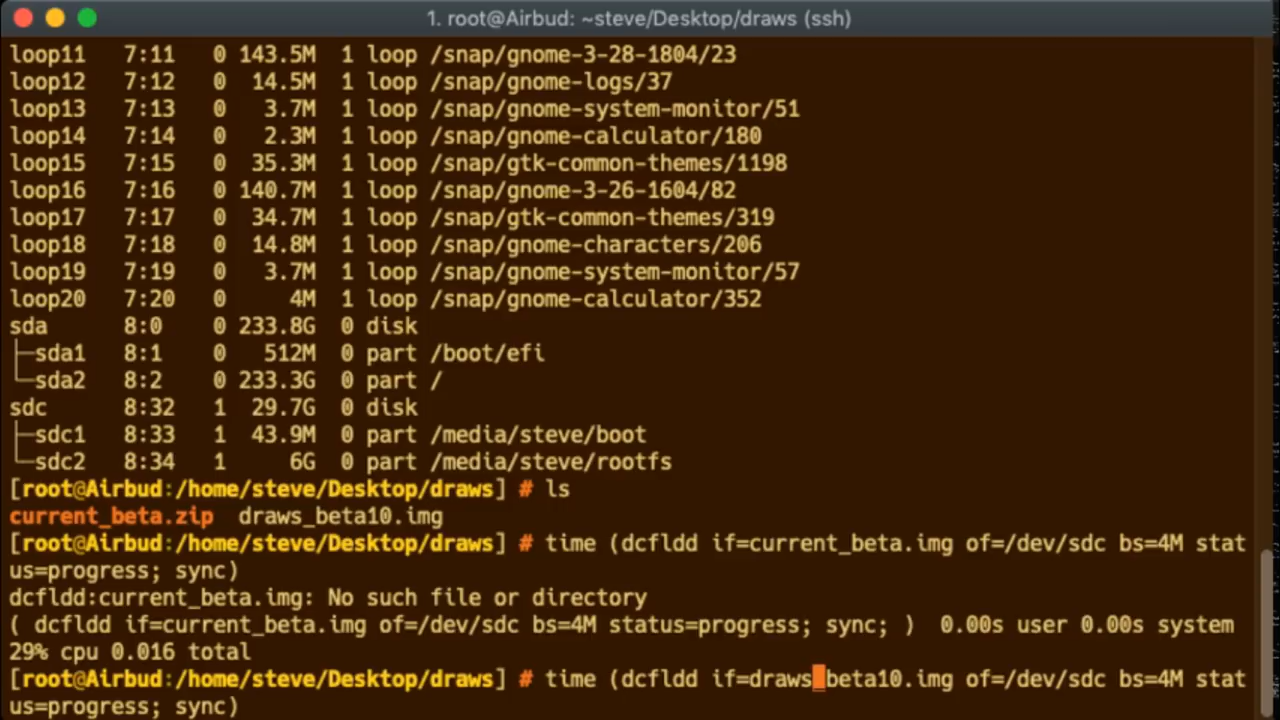 1. root@Airbud: ~steve/Desktop/draws (ssh)
loop11   7:11   0 143.5M  1 loop /snap/gnome-3-28-1804/23
loop12   7:12   0  14.5M  1 loop /snap/gnome-logs/37
loop13   7:13   0   3.7M  1 loop /snap/gnome-system-monitor/51
loop14   7:14   0   2.3M  1 loop /snap/gnome-calculator/180
loop15   7:15   0  35.3M  1 loop /snap/gtk-common-themes/1198
loop16   7:16   0 140.7M  1 loop /snap/gnome-3-26-1604/82
loop17   7:17   0  34.7M  1 loop /snap/gtk-common-themes/319
loop18   7:18   0  14.8M  1 loop /snap/gnome-characters/206
loop19   7:19   0   3.7M  1 loop /snap/gnome-system-monitor/57
loop20   7:20   0     4M  1 loop /snap/gnome-calculator/352
sda      8:0    0 233.8G  0 disk
├─sda1   8:1    0   512M  0 part /boot/efi
└─sda2   8:2    0 233.3G  0 part /
sdc      8:32   1  29.7G  0 disk
├─sdc1   8:33   1  43.9M  0 part /media/steve/boot
└─sdc2   8:34   1     6G  0 part /media/steve/rootfs
[root@Airbud:/home/steve/Desktop/draws] # ls
current_beta.zip  draws_beta10.img
[root@Airbud:/home/steve/Desktop/draws] # time (dcfldd if=current_beta.img of=/dev/sdc bs=4M stat
us=progress; sync)
dcfldd:current_beta.img: No such file or directory
( dcfldd if=current_beta.img of=/dev/sdc bs=4M status=progress; sync; )  0.00s user 0.00s system
29% cpu 0.016 total
[root@Airbud:/home/steve/Desktop/draws] # time (dcfldd if=draws_beta10.img of=/dev/sdc bs=4M stat
us=progress; sync)